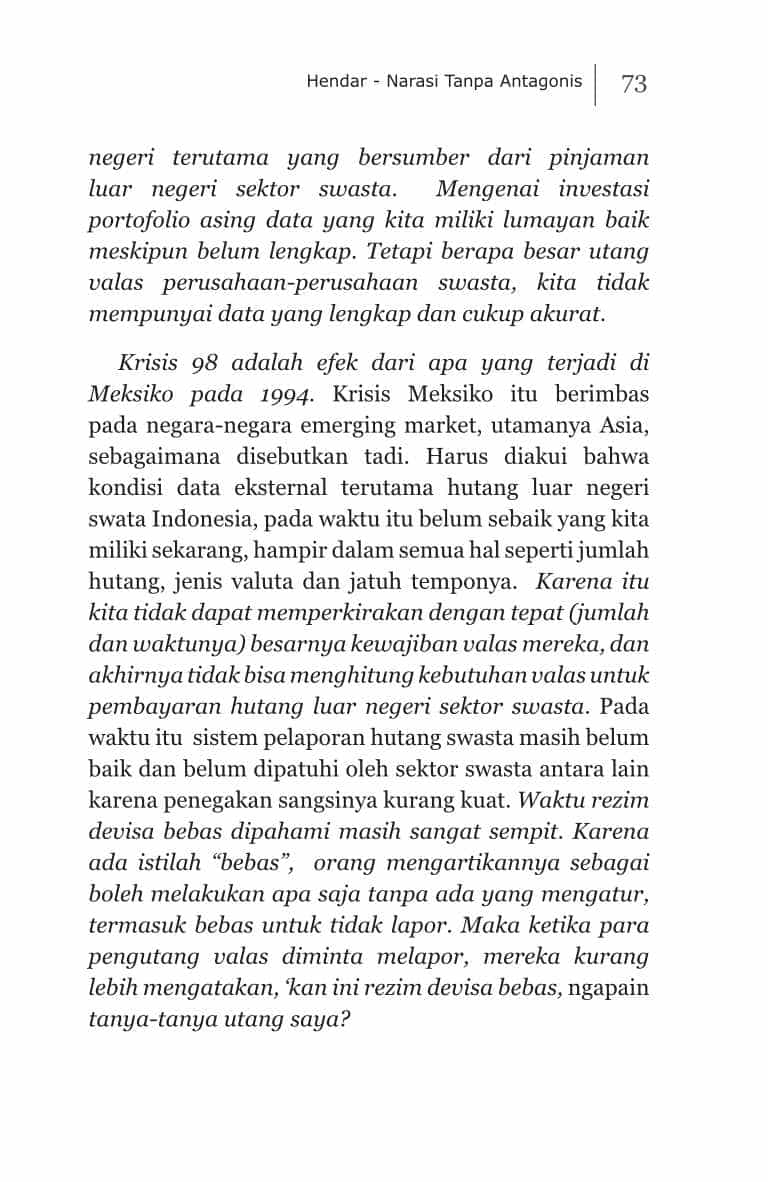 Hendar - Narasi Tanpa Antagonis 73
negeri terutama yang bersumber dari pinjaman
luar negeri sektor swasta. Mengenai investasi
portofolio asing data yang kita miliki lumayan baik
meskipun belum lengkap. Tetapi berapa besar utang
valas perusahaan-perusahaan swasta, kita tidak
mempunyai data yang lengkap dan cukup akurat.
Krisis 98 adalah efek dari apa yang terjadi di
Meksiko pada 1994. Krisis Meksiko itu berimbas
pada negara-negara emerging market, utamanya Asia,
sebagaimana disebutkan tadi. Harus diakui bahwa
kondisi data eksternal terutama hutang luar negeri
swata Indonesia, pada waktu itu belum sebaik yang kita
miliki sekarang, hampir dalam semua hal seperti jumlah
hutang, jenis valuta dan jatuh temponya. Karena itu
kita tidak dapat memperkirakan dengan tepat (jumlah
dan waktunya) besarnya kewajiban valas mereka, dan
akhirnya tidak bisa menghitung kebutuhan valas untuk
pembayaran hutang luar negeri sektor swasta. Pada
waktu itu sistem pelaporan hutang swasta masih belum
baik dan belum dipatuhi oleh sektor swasta antara lain
karena penegakan sangsinya kurang kuat. Waktu rezim
devisa bebas dipahami masih sangat sempit. Karena
ada istilah “bebas”, orang mengartikannya sebagai
boleh melakukan apa saja tanpa ada yang mengatur,
termasuk bebas untuk tidak lapor. Maka ketika para
pengutang valas diminta melapor, mereka kurang
lebih mengatakan, ‘kan ini rezim devisa bebas, ngapain
tanya-tanya utang saya?